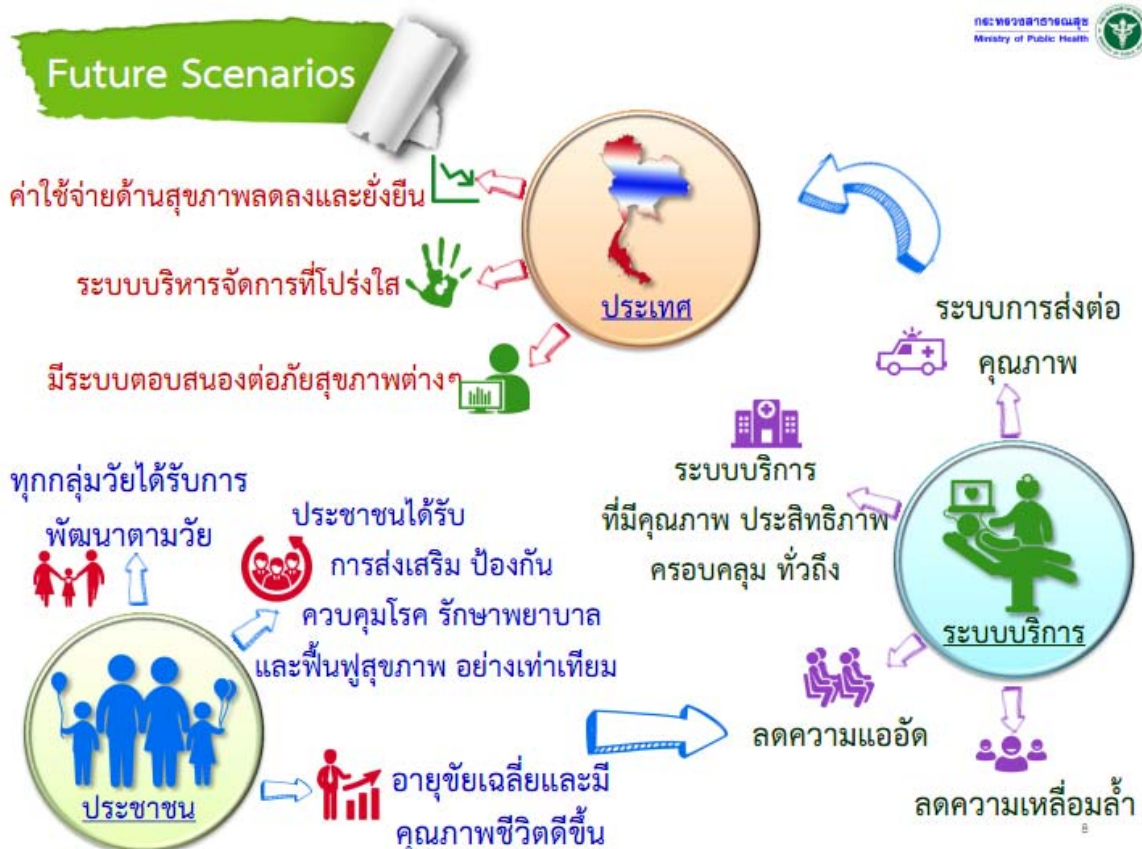 กระทรวงสาธารณสุข
Ministry of Public Health
Future Scenarios
ค่าใช้จ่ายด้านสุขภาพลดลงและยั่งยืน
ระบบบริหารจัดการที่โปร่งใส
มีระบบตอบสนองต่อภัยสุขภาพต่างๆ
ประเทศ
ระบบการส่งต่อ
คุณภาพ
ระบบบริการ
ที่มีคุณภาพ ประสิทธิภาพ
ครอบคลุม ทั่วถึง
ระบบบริการ
ลดความแออัด
ลดความเหลื่อมล้ำ
ทุกกลุ่มวัยได้รับการ
พัฒนาตามวัย
ประชาชนได้รับ
การส่งเสริม ป้องกัน
ควบคุมโรค รักษาพยาบาล
และฟื้นฟูสุขภาพ อย่างเท่าเทียม
ประชาชน
อายุขัยเฉลี่ยและมี
คุณภาพชีวิตดีขึ้น
8